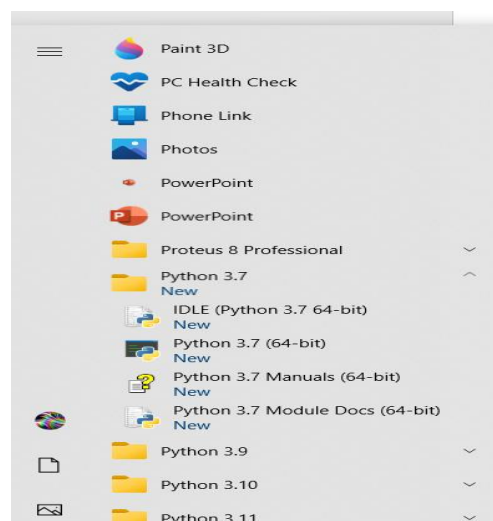 Paint 3D
PC Health Check
Phone Link
Photos
PowerPoint
PowerPoint
Proteus 8 Professional
Python 3.7
New
IDLE (Python 3.7 64-bit)
New
Python 3.7 (64-bit)
New
Python 3.7 Manuals (64-bit)
New
Python 3.7 Module Docs (64-bit)
New
Python 3.9
Python 3.10
Python 3.11